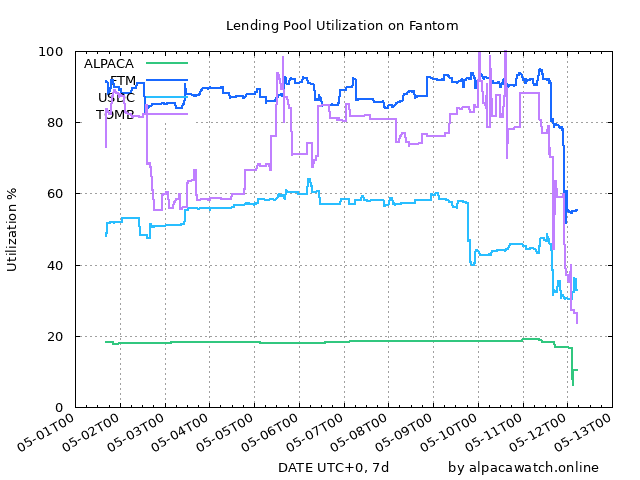 Lending Pool Utilization on Fantom
Utilization %
100
80
60
40
20
0
ALPACA
FTM
USDC
TOMB
05-01T00
05-02T00
05-03T00
05-04T00
05-05T00
05-06T00
05-07T00
05-08T00
05-09T00
05-10T00
05-11T00
05-12T00
05-13T00
DATE UTC+0, 7d
by alpacawatch.online